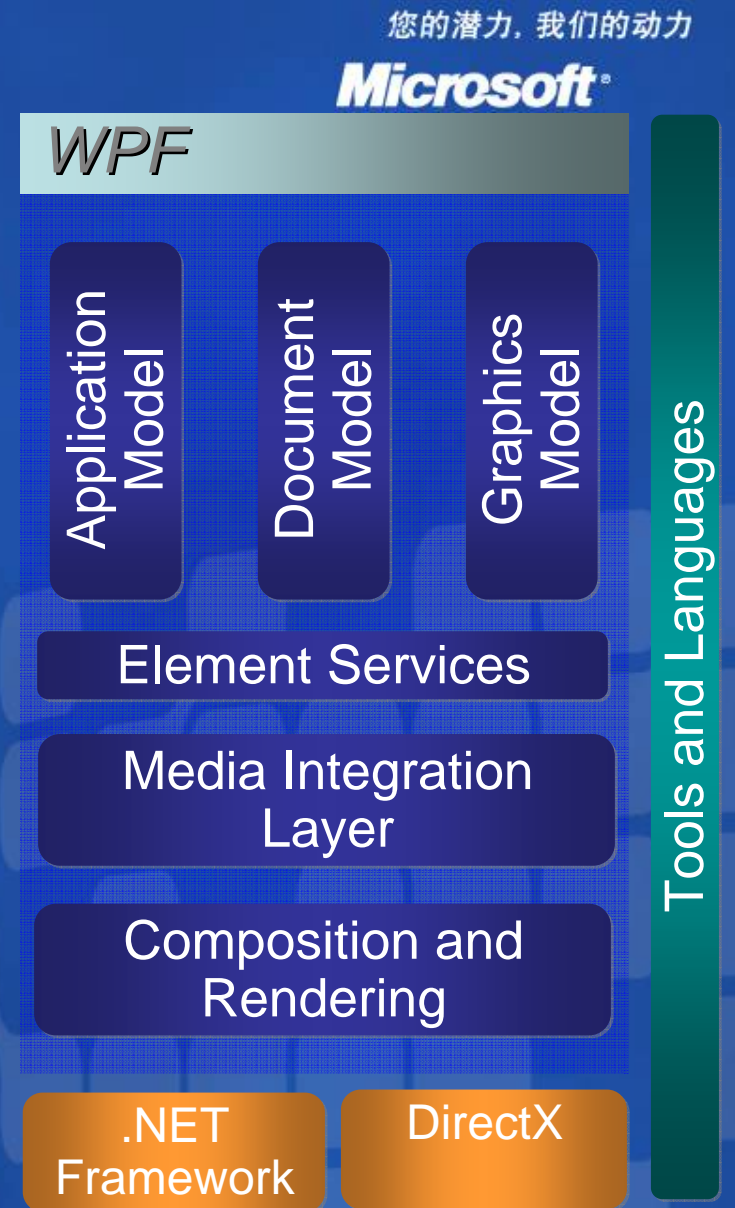 您的潜力, 我们的动力
Microsoft®
WPF
Application
Model
Document
Model
Graphics
Model
Element Services
Media Integration
Layer
Composition and
Rendering
.NET
Framework
DirectX
Tools and Languages